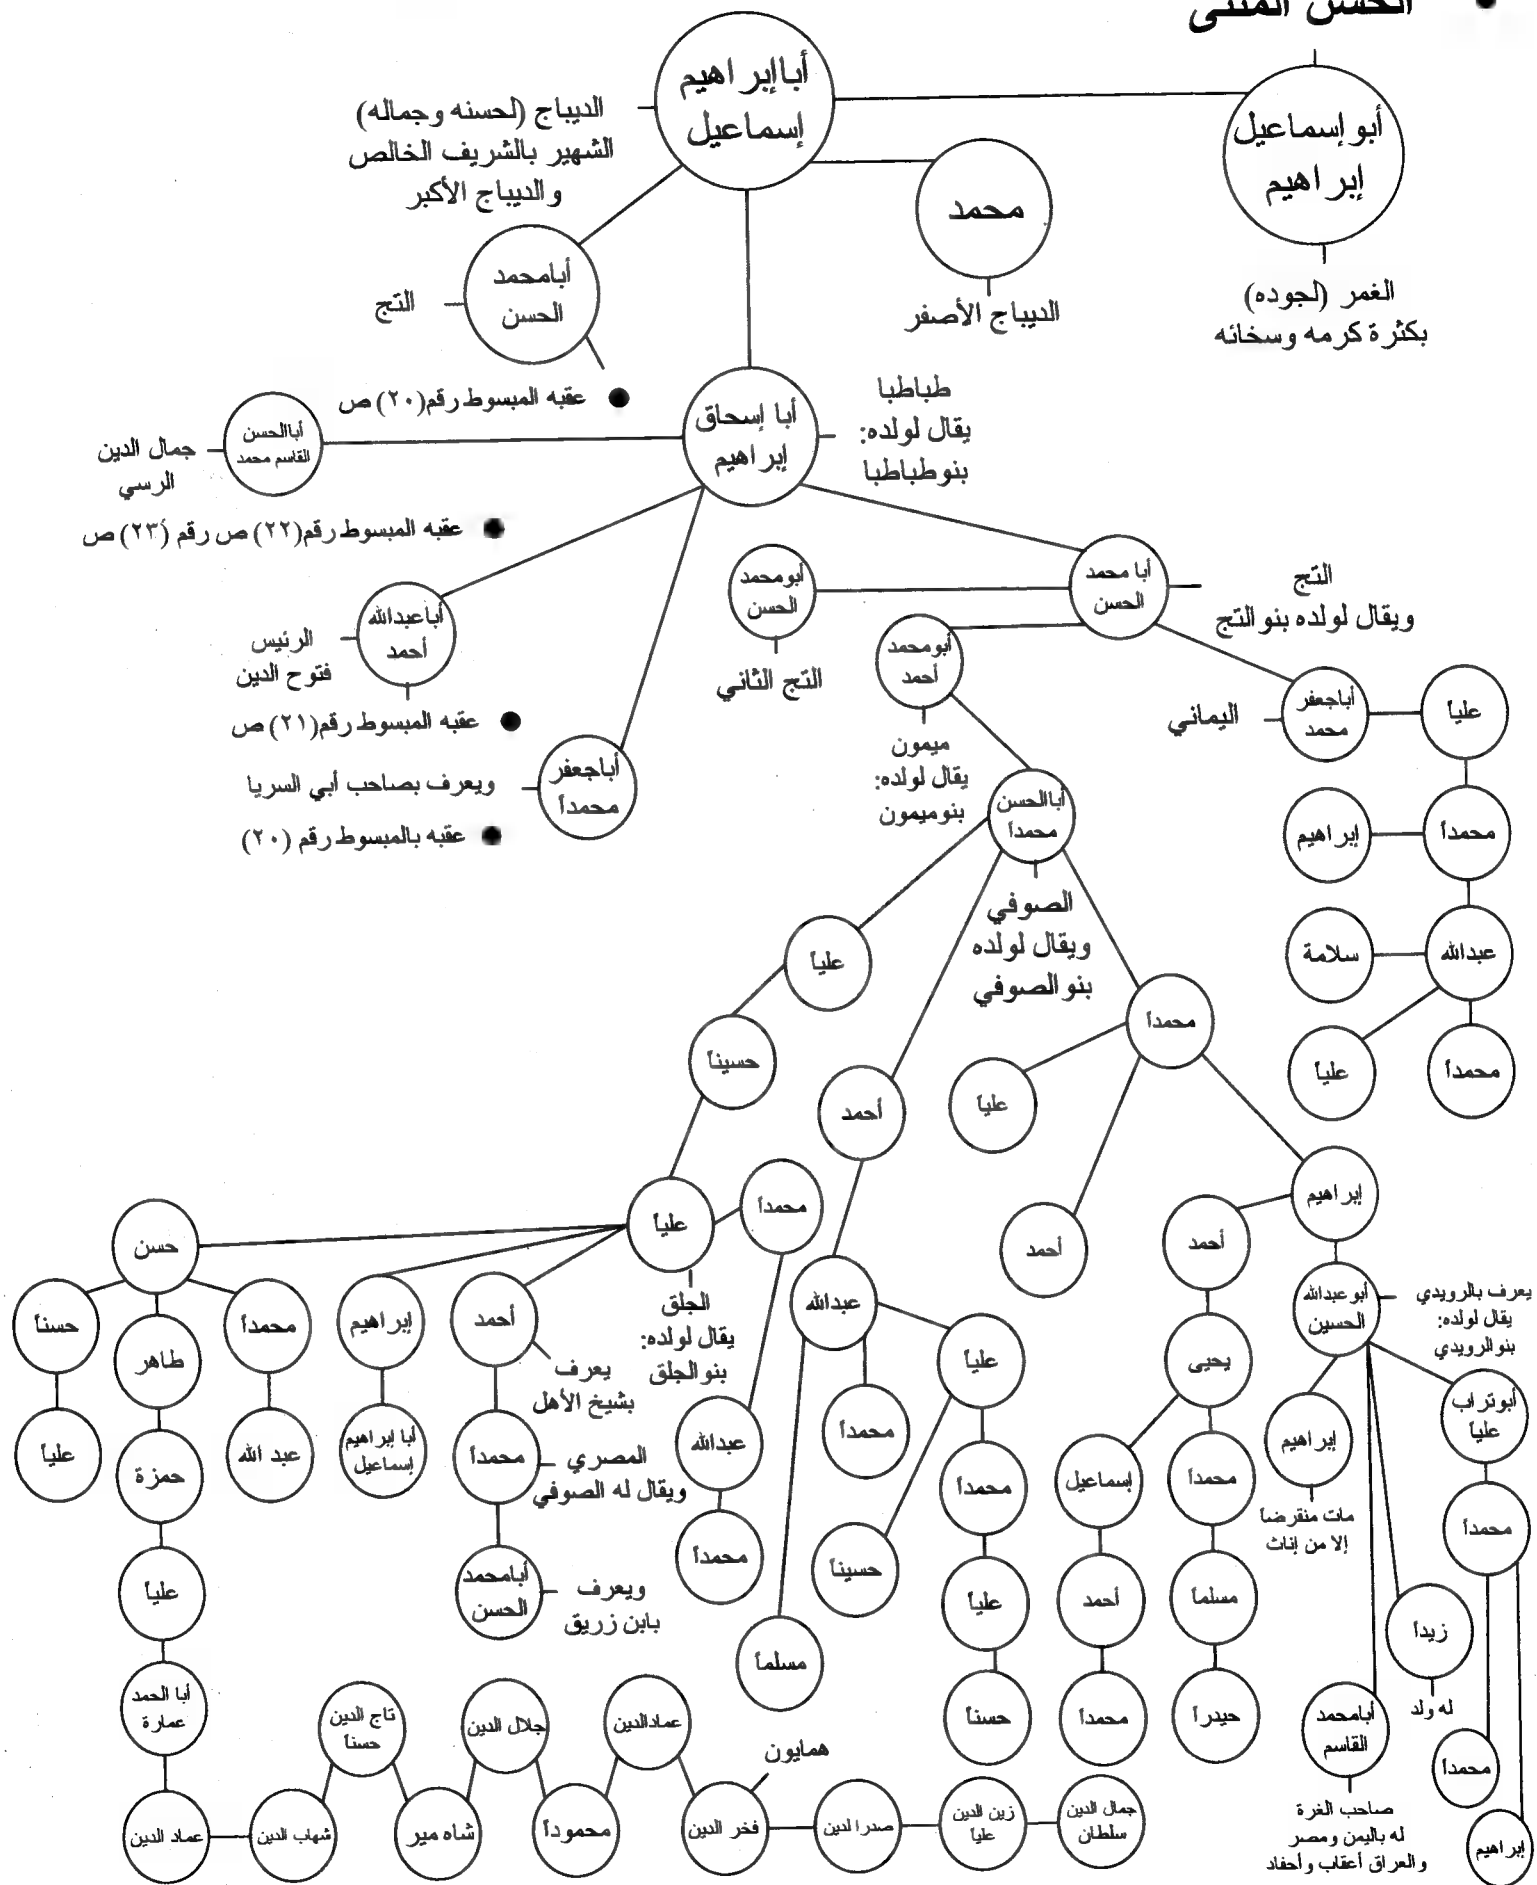 الحسن المثنى
أبو إسماعيل
إبراهيم
الغمر (لجوده)
بكثرة كرمه وسخائه
أباإبراهيم
إسماعيل
الديباج (لحسنه وجماله)
الشهير بالشريف الخالص
والديباج الأكبر
محمد
الديباج الأصفر
أبامحمد
الحسن
التج
عقبه المبسوط رقم(٢٠) ص
أبا إسحاق
إبراهيم
طباطبا
يقال لولده:
بنوطباطبا
أباالحسن
القاسم محمد
جمال الدين
الرسي
عقبه المبسوط رقم(٢٢) ص رقم (٢٣) ص
أبا محمد
الحسن
التج
ويقال لولده بنو التج
أبومحمد
الحسن
التج الثاني
أباعبدالله
أحمد
الرئيس
فتوح الدين
عقبه المبسوط رقم(٢١) ص
أباجعفر
محمداً
ويعرف بصاحب أبي السريا
عقبه بالمبسوط رقم (٢٠)
أبومحمد
أحمد
ميمون
يقال لولده:
بنوميمون
أباجعفر
محمد
اليماني
علياً
محمداً
إبراهيم
عبدالله
سلامة
محمداً
علياً
أباالحسن
محمداً
الصوفي
ويقال لولده
بنو الصوفي
علياً
حسيناً
محمداً
علياً
أحمد
أحمد
إبراهيم
علياً
الجلق
يقال لولده:
بنو الجلق
محمداً
عبدالله
محمداً
عبدالله
علياً
محمداً
مسلماً
محمداً
حسيناً
علياً
حسناً
أحمد
يحيى
إسماعيل
محمداً
أحمد
مسلماً
محمداً
حيدرا
أبو عبدالله
الحسين
يعرف بالرويدي
يقال لولده:
بنو الرويدي
إبراهيم
مات منقرضاً
إلا من إناث
أبوتراب
علياً
محمداً
زيداً
له ولد
محمداً
إبراهيم
أبامحمد
القاسم
صاحب الغرة
له باليمن ومصر
والعراق أعقاب وأحفاد
حسن
محمداً
طاهر
حسناً
عبد الله
علياً
إبراهيم
أبا إبراهيم
إسماعيل
أحمد
يعرف
بشيخ الأهل
محمداً
المصري
ويقال له الصوفي
أبامحمد
الحسن
ويعرف
بابن زريق
حمزة
علياً
أبا الحمد
عمارة
عماد الدين
شهاب الدين
تاج الدين
حسناً
شاه مير
جلال الدين
محموداً
عمادالدين
فخر الدين
همايون
صدرا لدين
زين الدين
علياً
جمال الدين
سلطان